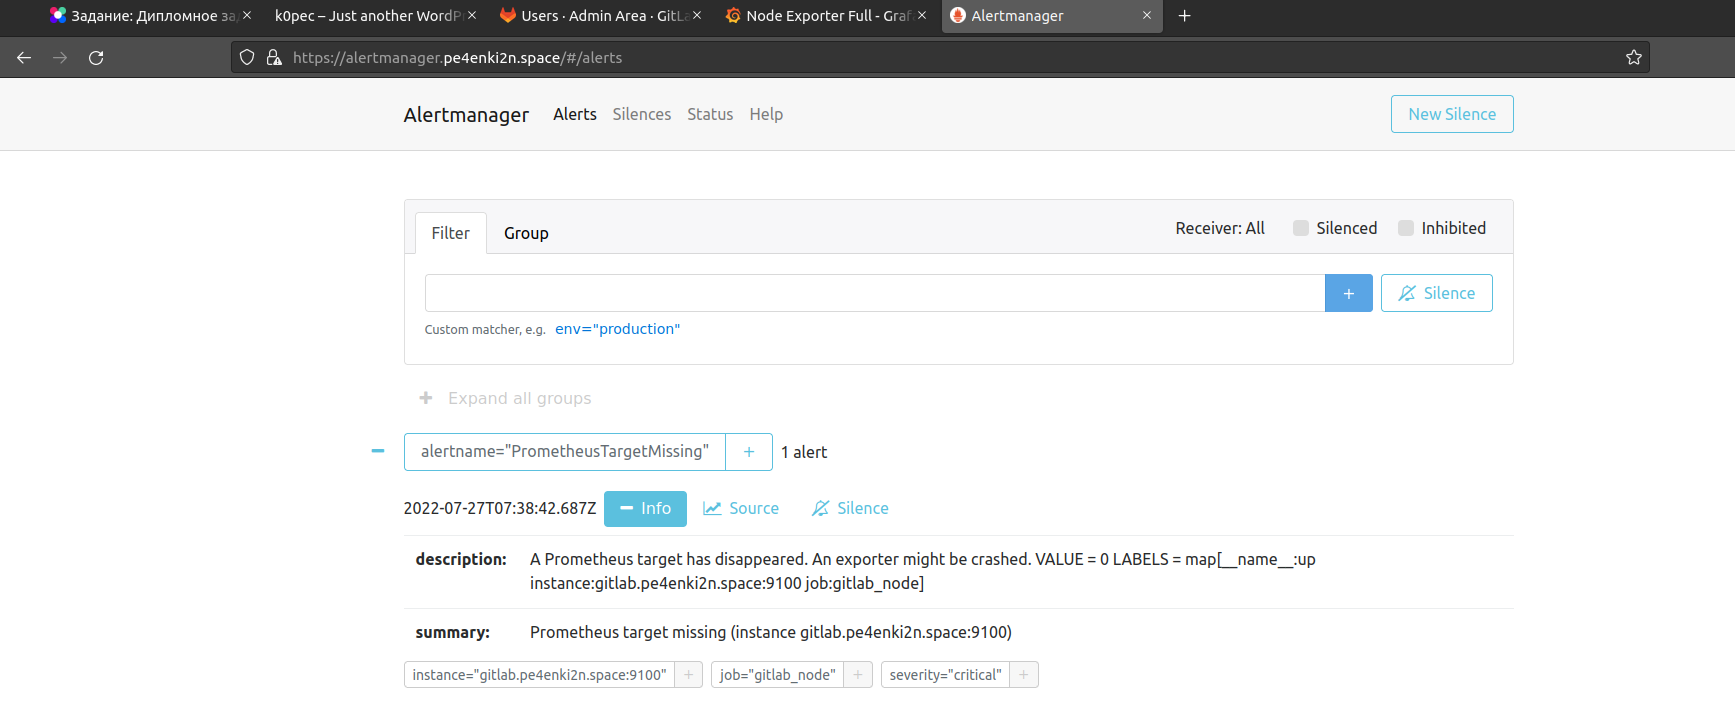 Задание: Дипломное за
k0pec – Just another WordPr
Users · Admin Area · GitLa
Node Exporter Full - Graf
Alertmanager
https://alertmanager.pe4enki2n.space/#/alerts
Alertmanager Alerts Silences Status Help New Silence
Filter Group Receiver: All Silenced Inhibited
+ Silence
Custom matcher, e.g. env="production"
+ Expand all groups
alertname="PrometheusTargetMissing" + 1 alert
2022-07-27T07:38:42.687Z Info Source Silence
description: A Prometheus target has disappeared. An exporter might be crashed. VALUE = 0 LABELS = map[__name__:up
instance:gitlab.pe4enki2n.space:9100 job:gitlab_node]
summary: Prometheus target missing (instance gitlab.pe4enki2n.space:9100)
instance="gitlab.pe4enki2n.space:9100" + job="gitlab_node" + severity="critical" +